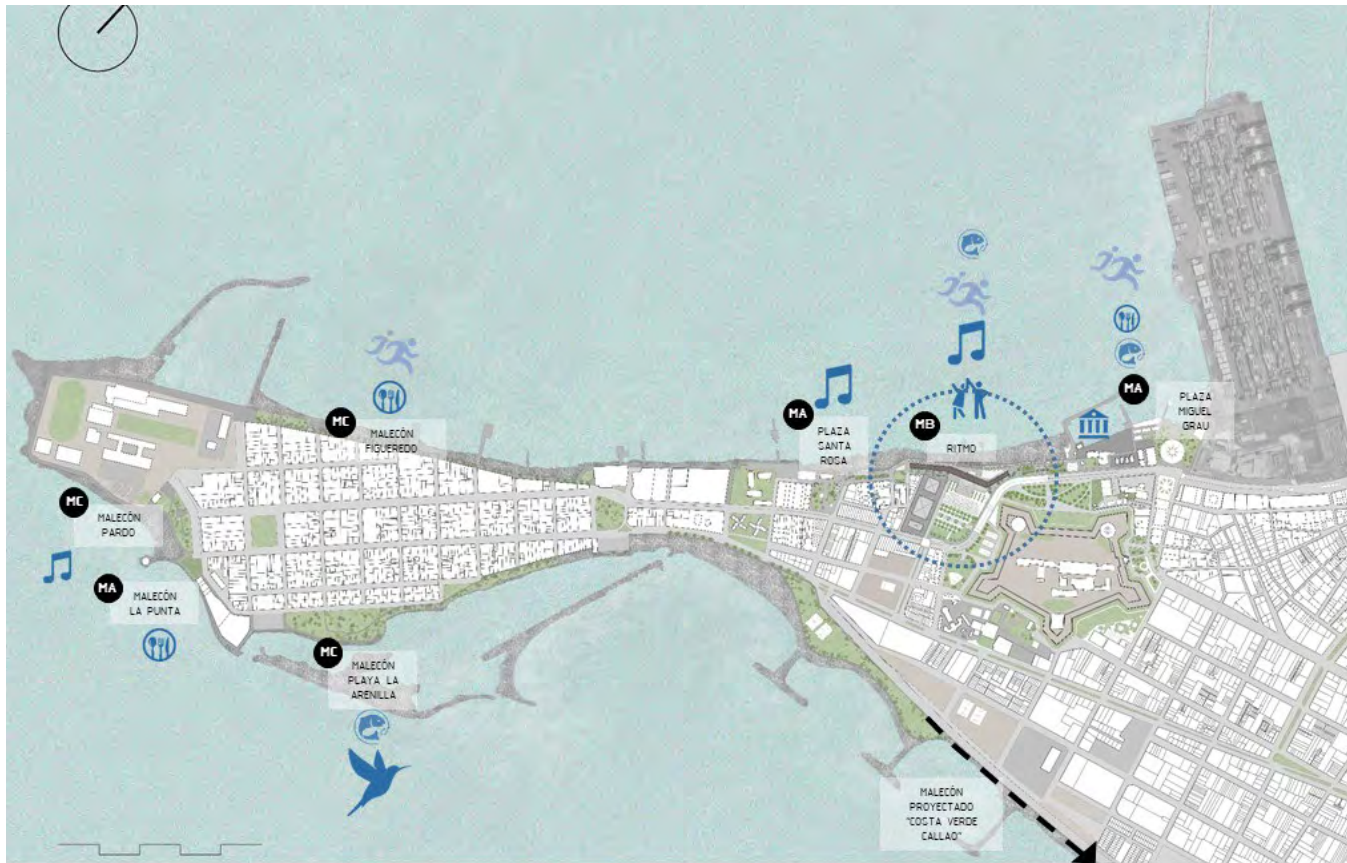 MC
MALECÓN
FIGUEREDO
MA
PLAZA
SANTA
ROSA
MB
RITMO
MA
PLAZA
MIGUEL
GRAU
MC
MALECÓN
PARDO
MA
MALECÓN
LA PUNTA
MC
MALECÓN
PLAYA LA
ARENILLA
MALECÓN
PROYECTADO
"COSTA VERDE
CALLAO"